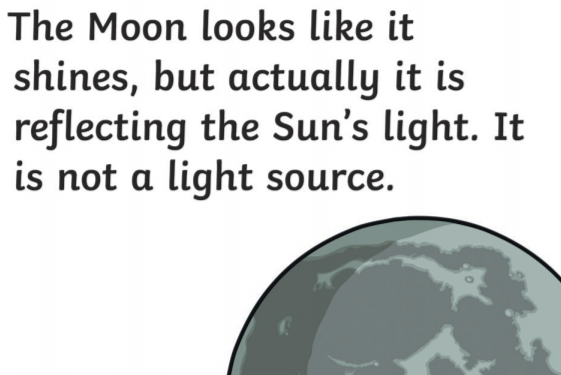 The Moon looks like it
shines, but actually it is
reflecting the Sun's light. It
is not a light source.